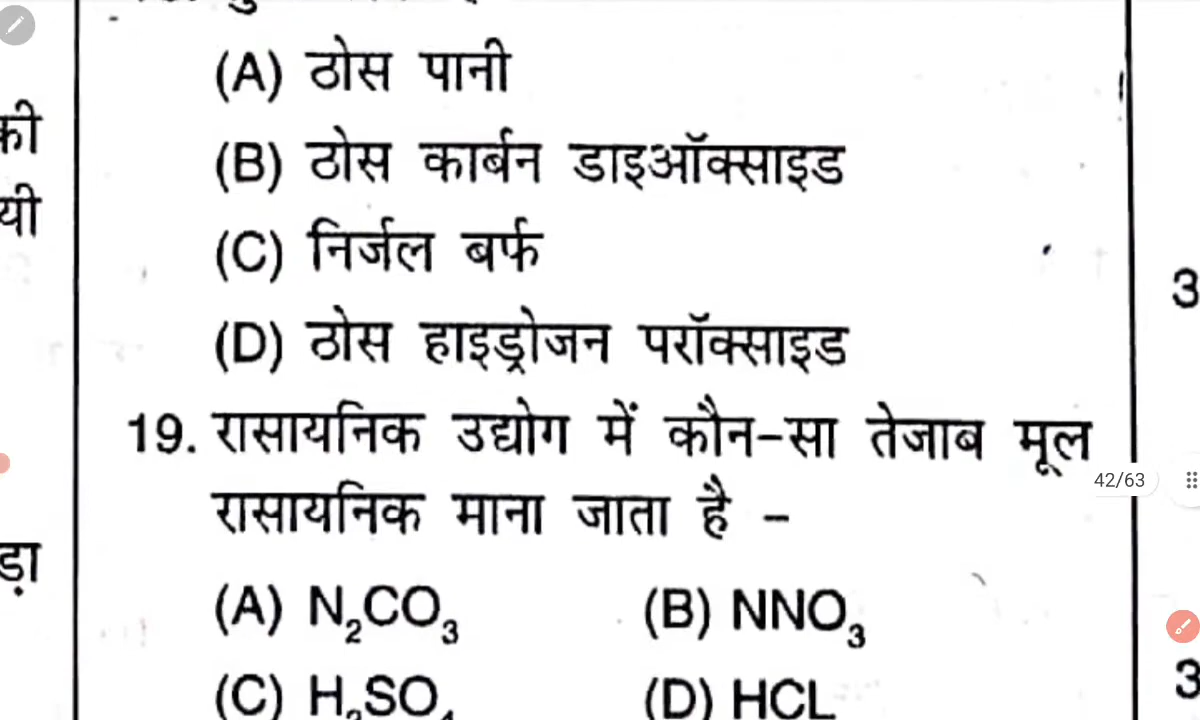 की
यी
ड़ा
(A) ठोस पानी
(B) ठोस कार्बन डाइऑक्साइड
(C) निर्जल बर्फ
(D) ठोस हाइड्रोजन परॉक्साइड
19. रासायनिक उद्योग में कौन-सा तेजाब मूल
रासायनिक माना जाता है –
(A) N₂CO₃ (B) NNO₃
(C) H₂SO₄ (D) HCL
42/63
3
3